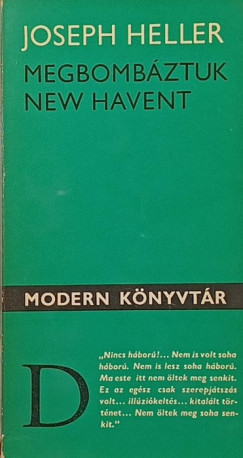 JOSEPH HELLER
MEGBOMBÁZTUK
NEW HAVENT
MODERN KÖNYVTÁR
D
„Nincs háború!... Nem is volt soha
háború. Nem is lesz soha háború.
Ma este itt nem öltek meg senkit.
Ez az egész csak szerepjátszás
volt... illúziókeltés... kitalált tör-
ténet... Nem öltek meg soha sen-
kit."